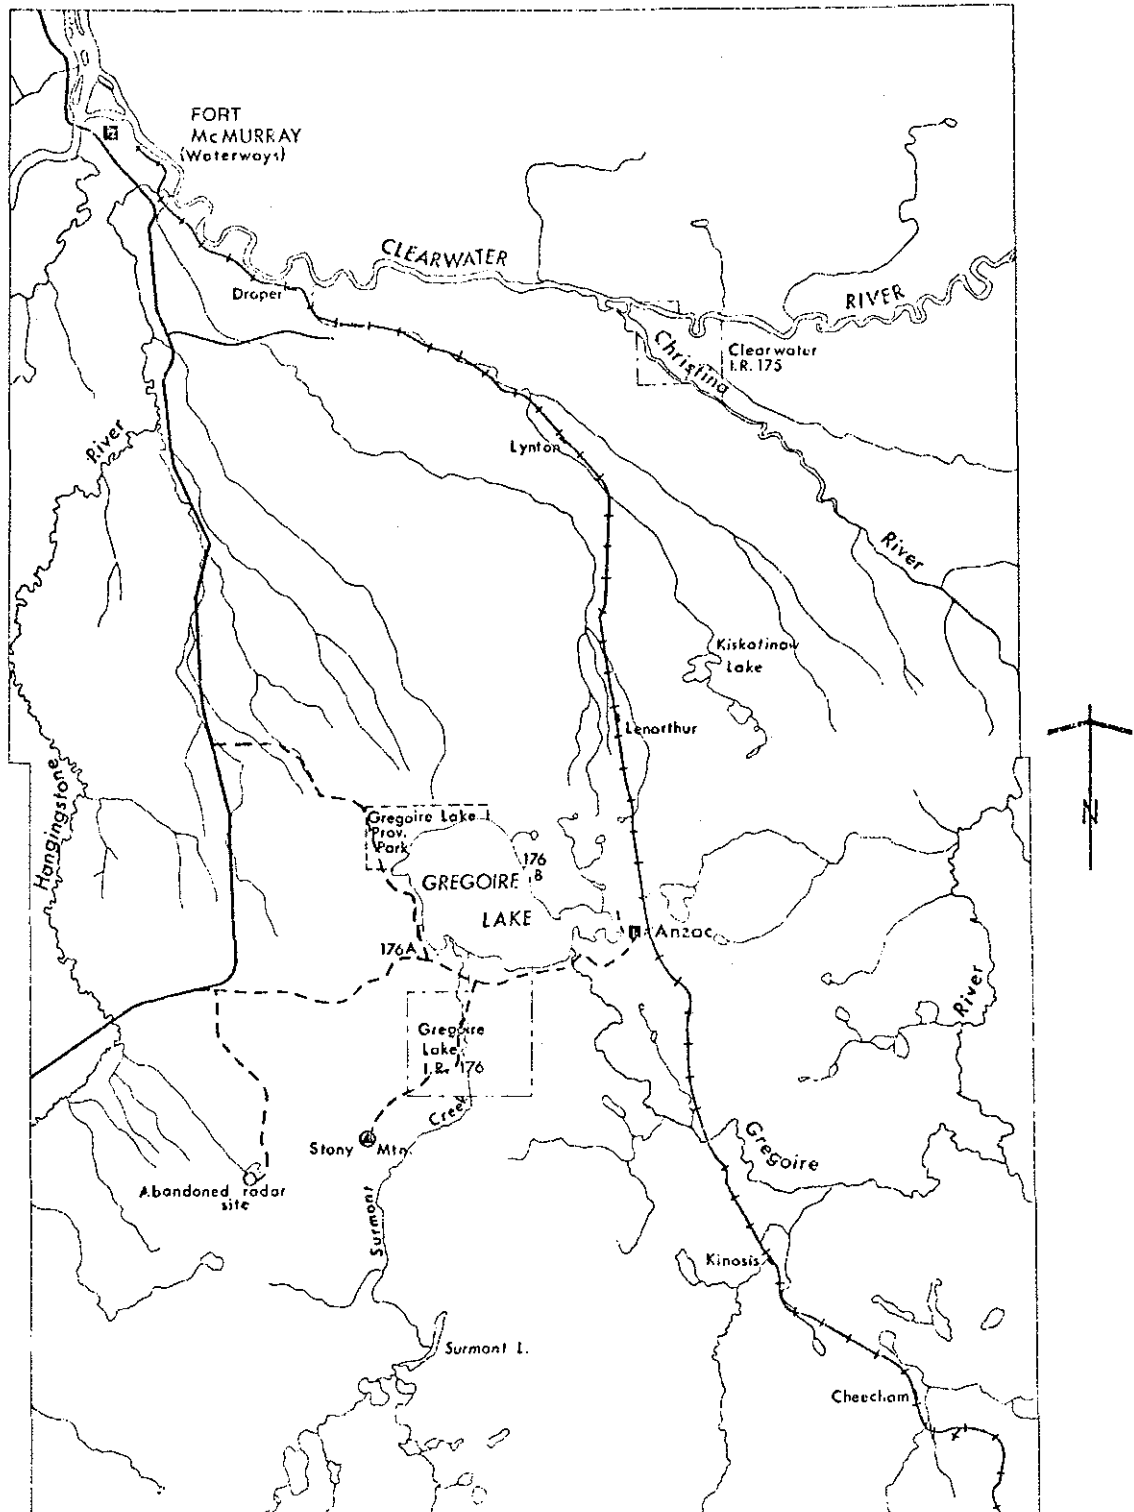 FORT
McMURRAY
(Waterways)
CLEARWATER
RIVER
Draper
Clearwater
I.R. 175
Christina
River
Lynton
River
Kiskatinaw
Lake
Lenarthur
N
Hangingstone
Gregoire Lake
Prov.
Park
176
B
GREGOIRE
LAKE
Anzac
176A
River
Gregoire
Lake
I.R. 176
Creek
Stony Mtn.
Gregoire
Abandoned radar
site
Surmont
Kinosis
Surmont L.
Cheecham